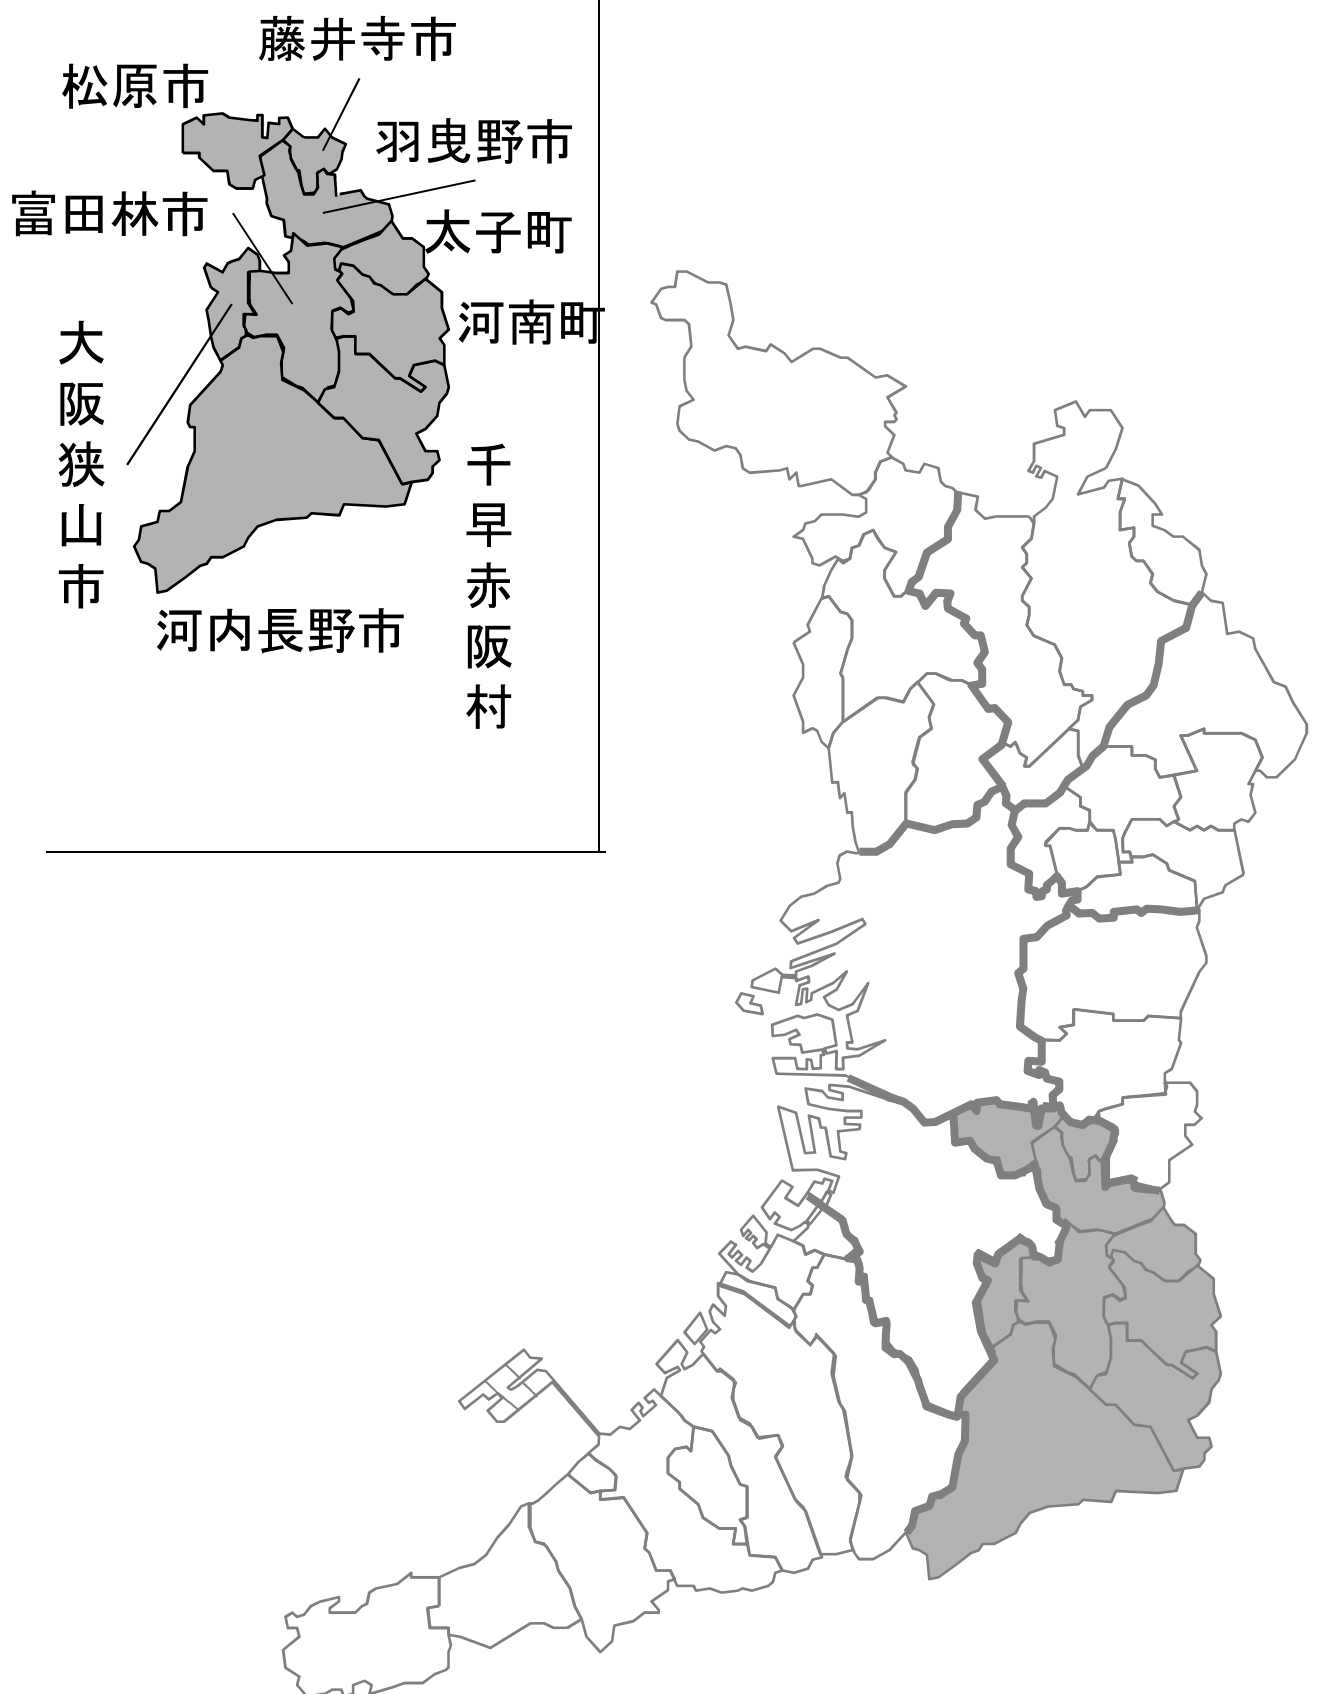 藤井寺市
松原市
羽曳野市
富田林市
太子町
河南町
大阪狭山市
千早赤阪村
河内長野市